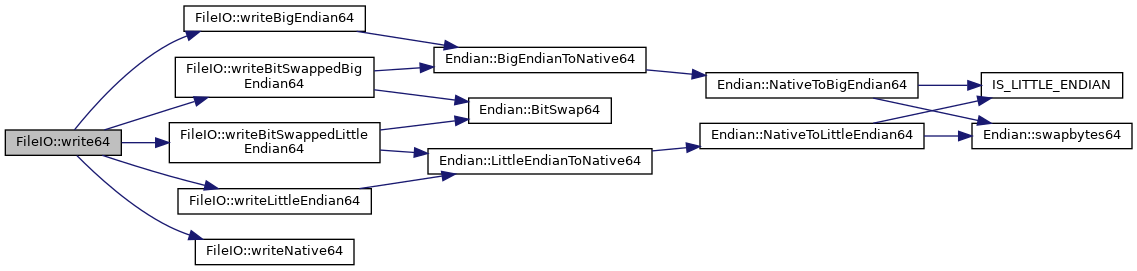 FileIO::write64
FileIO::writeBigEndian64
FileIO::writeBitSwappedBig
Endian64
FileIO::writeBitSwappedLittle
Endian64
FileIO::writeLittleEndian64
FileIO::writeNative64
Endian::BigEndianToNative64
Endian::BitSwap64
Endian::LittleEndianToNative64
Endian::NativeToBigEndian64
Endian::NativeToLittleEndian64
IS_LITTLE_ENDIAN
Endian::swapbytes64